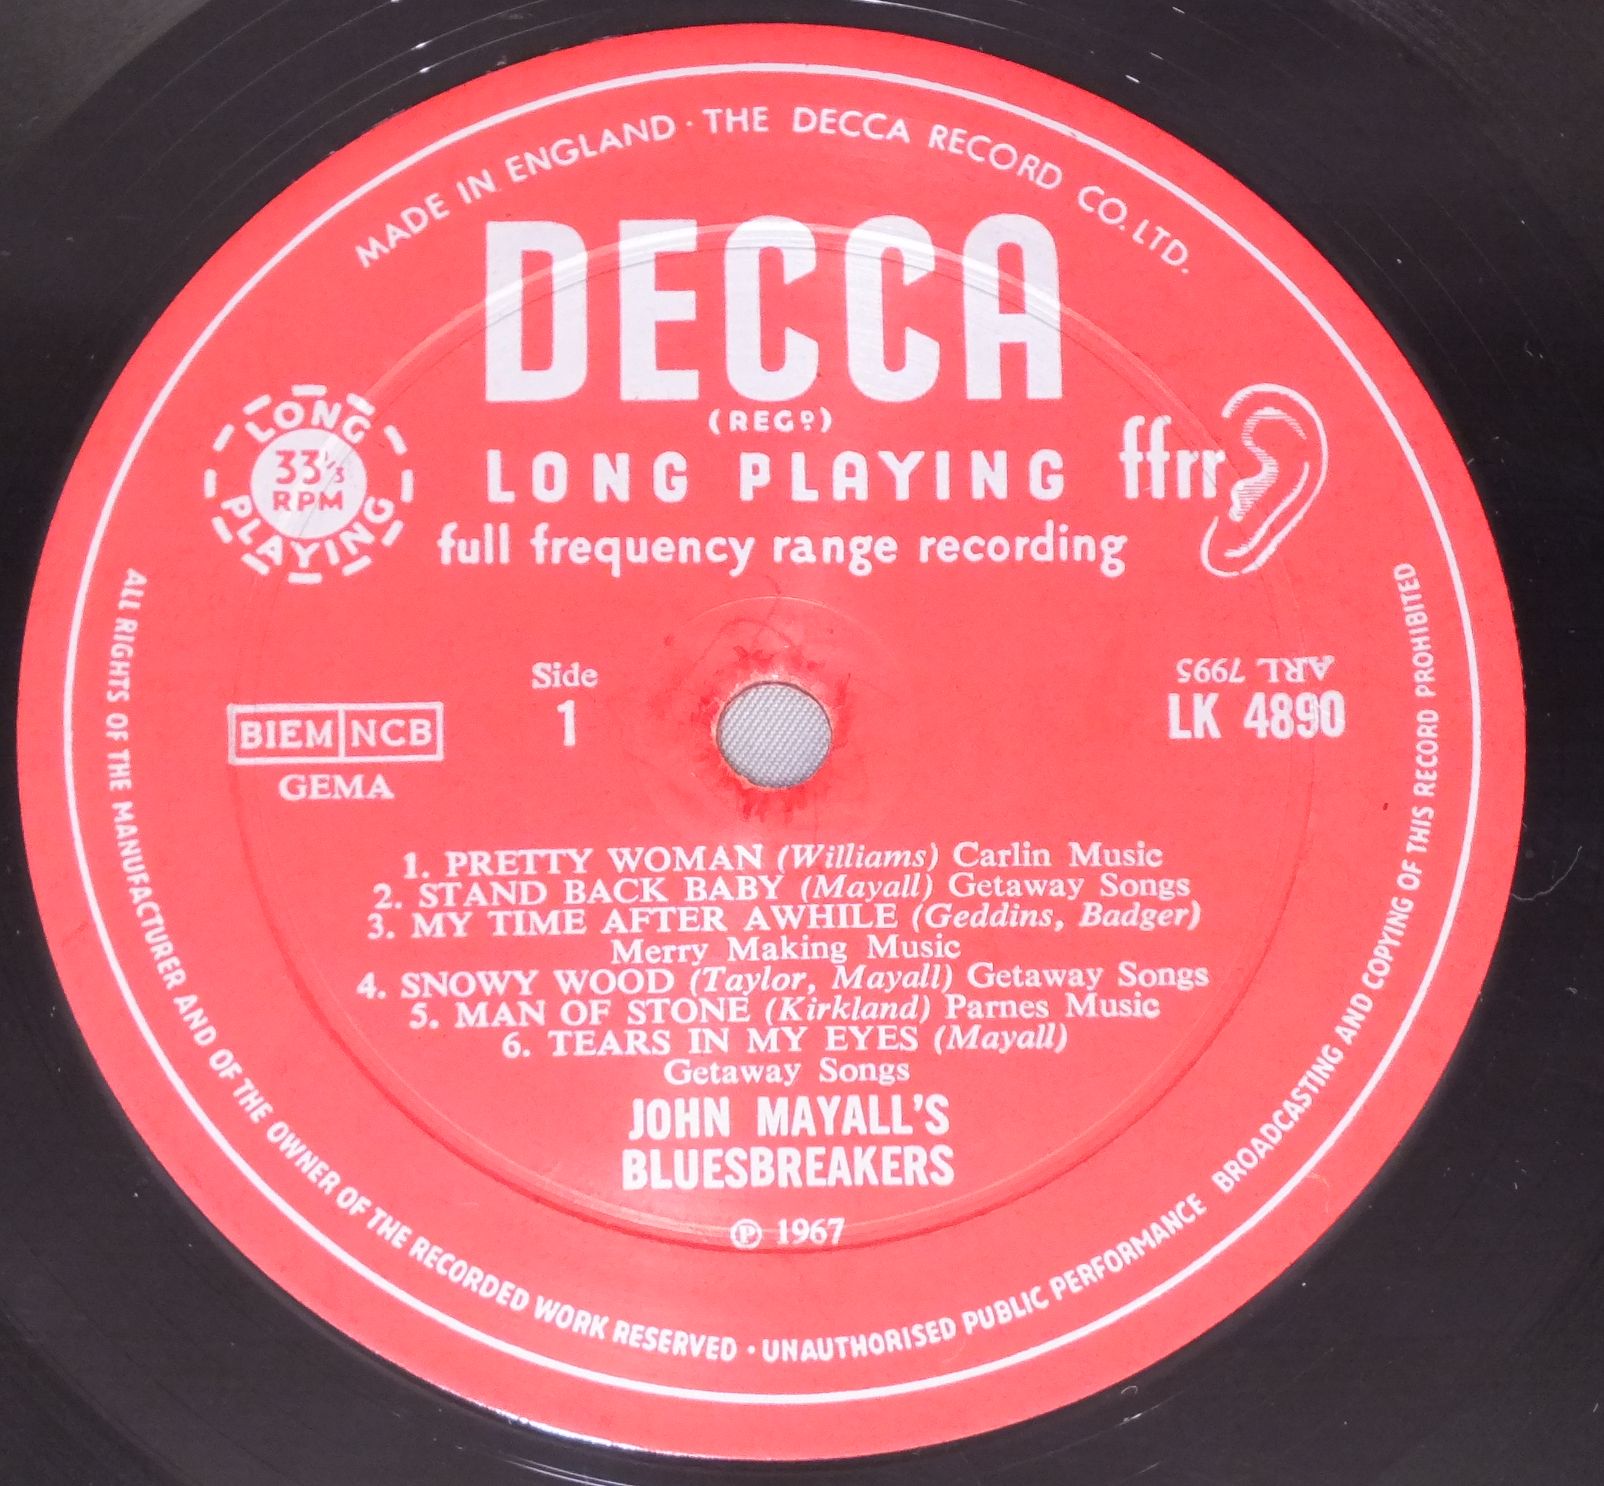 MADE IN ENGLAND · THE DECCA RECORD CO. LTD.
DECCA
(REGD)
LONG PLAYING
33⅓
RPM
LONG PLAYING
ffrr
full frequency range recording
Side
1
ARL 7995
LK 4890
BIEM NCB
GEMA
1. PRETTY WOMAN (Williams) Carlin Music
2. STAND BACK BABY (Mayall) Getaway Songs
3. MY TIME AFTER AWHILE (Geddins, Badger)
Merry Making Music
4. SNOWY WOOD (Taylor, Mayall) Getaway Songs
5. MAN OF STONE (Kirkland) Parnes Music
6. TEARS IN MY EYES (Mayall)
Getaway Songs
JOHN MAYALL'S
BLUESBREAKERS
℗ 1967
ALL RIGHTS OF THE MANUFACTURER AND OF THE OWNER OF THE RECORDED WORK RESERVED · UNAUTHORISED PUBLIC PERFORMANCE BROADCASTING AND COPYING OF THIS RECORD PROHIBITED